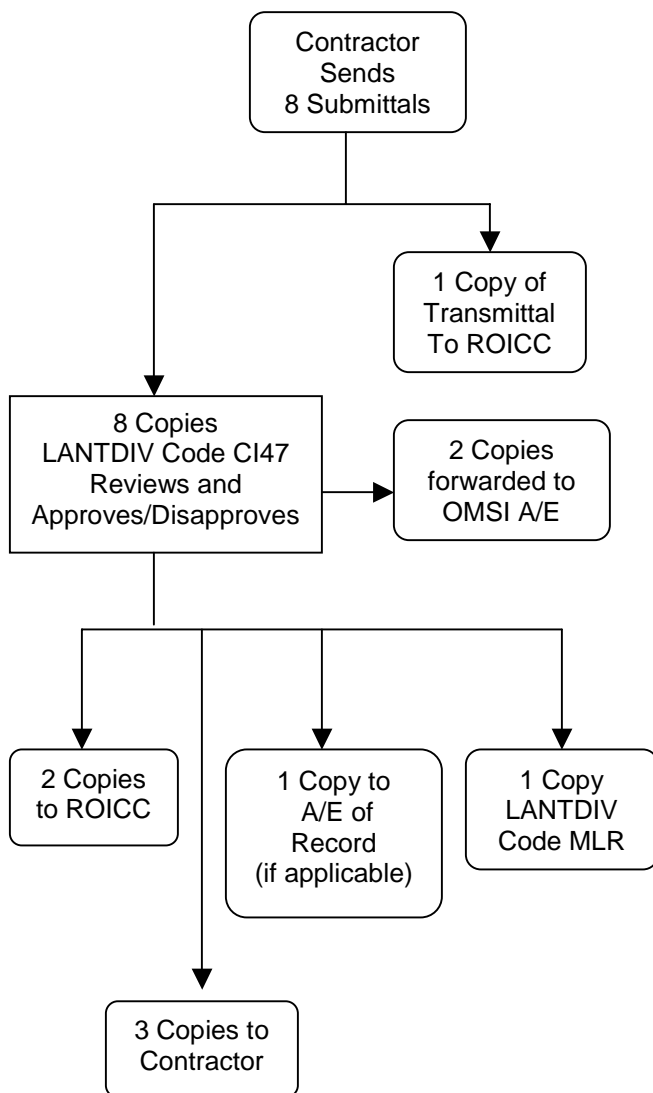 Contractor
Sends
8 Submittals
1 Copy of
Transmittal
To ROICC
8 Copies
LANTDIV Code CI47
Reviews and
Approves/Disapproves
2 Copies
forwarded to
OMSI A/E
2 Copies
to ROICC
1 Copy to
A/E of
Record
(if applicable)
1 Copy
LANTDIV
Code MLR
3 Copies to
Contractor